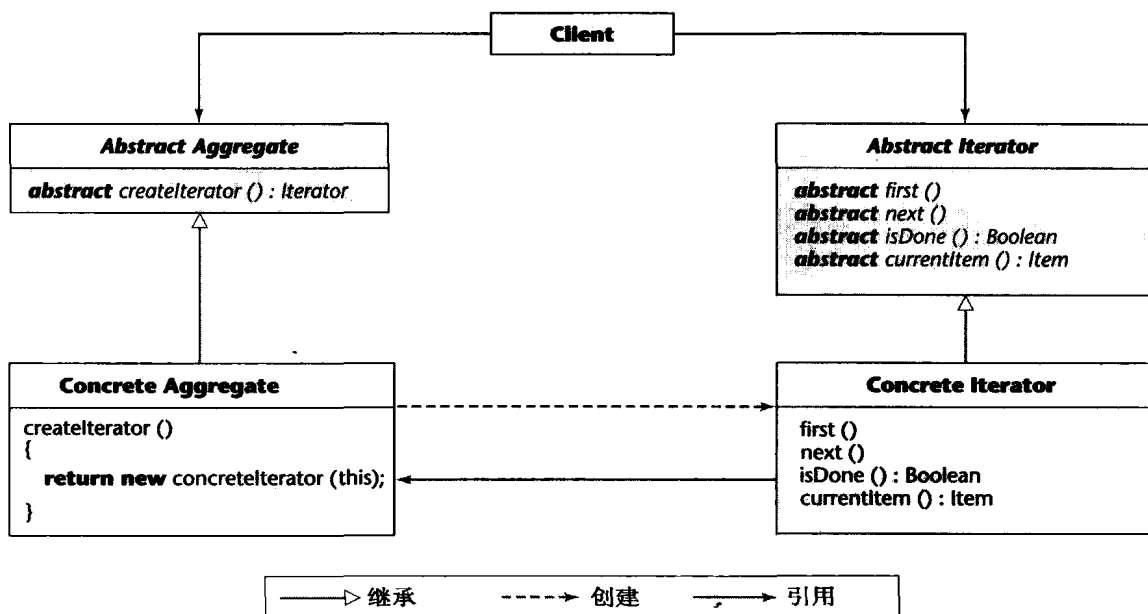 Client
Abstract Aggregate
abstract createIterator () : Iterator
Abstract Iterator
abstract first ()
abstract next ()
abstract isDone () : Boolean
abstract currentItem () : Item
Concrete Aggregate
createIterator ()
{
return new concreteIterator (this);
}
Concrete Iterator
first ()
next ()
isDone () : Boolean
currentItem () : Item
继承
创建
引用